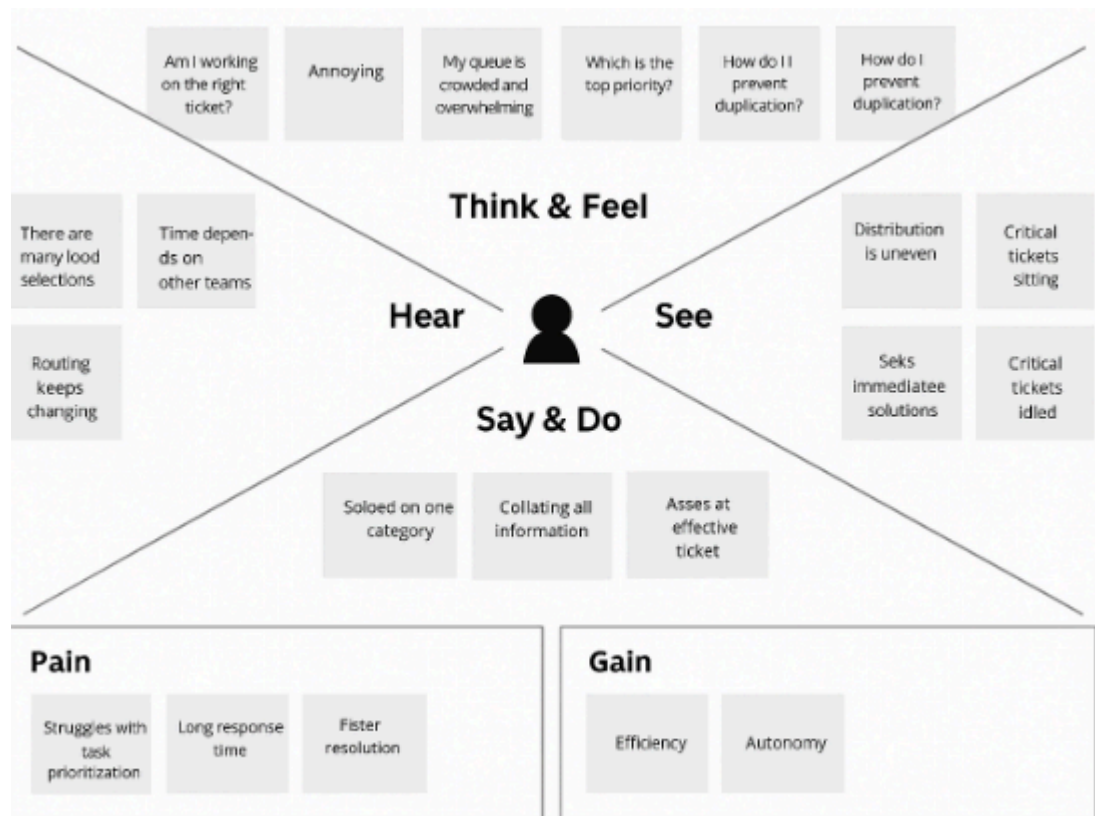 Am I working
on the right
ticket?
Annoying
My queue is
crowded and
overwhelming
Which is the
top priority?
How do I I
prevent
duplication?
How do I
prevent
duplication?
Think & Feel
There are
many lood
selections
Time depen-
ds on
other teams
Routing
keeps
changing
Hear
See
Distribution
is uneven
Critical
tickets
sitting
Seks
immediatee
solutions
Critical
tickets
idled
Say & Do
Soloed on one
category
Collating all
information
Asses at
effective
ticket
Pain
Struggles with
task
prioritization
Long response
time
Fister
resolution
Gain
Efficiency
Autonomy